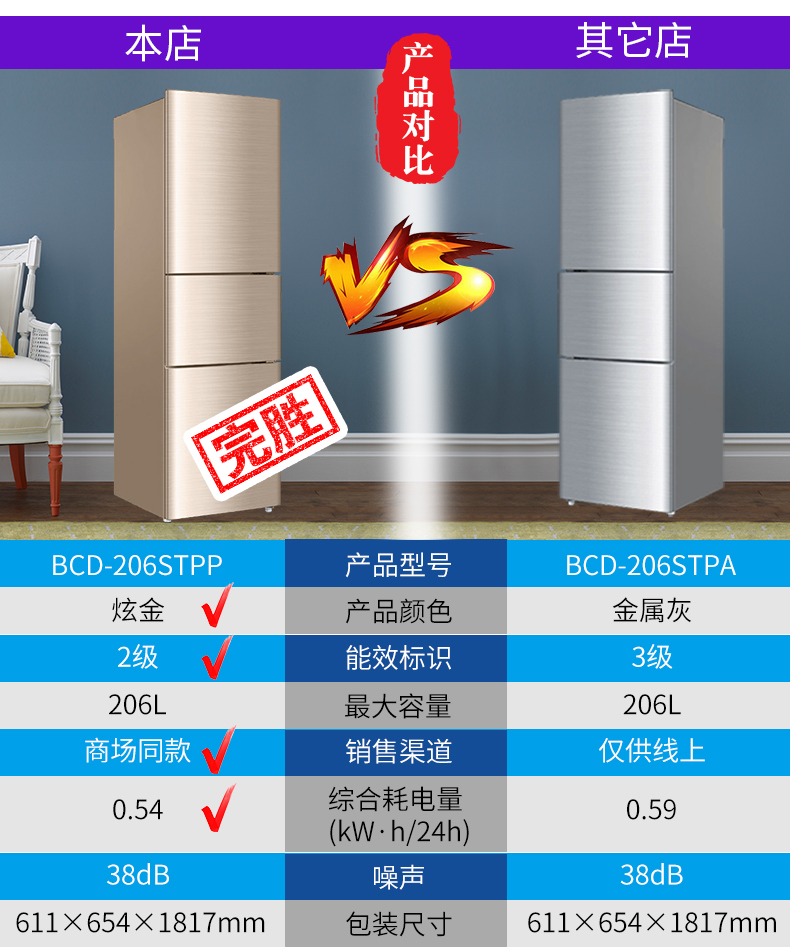 本店
其它店
产品对比
VS
完胜
BCD-206STPP 产品型号 BCD-206STPA
炫金 产品颜色 金属灰
2级 能效标识 3级
206L 最大容量 206L
商场同款 销售渠道 仅供线上
0.54 综合耗电量 0.59
(kW·h/24h)
38dB 噪声 38dB
611×654×1817mm 包装尺寸 611×654×1817mm